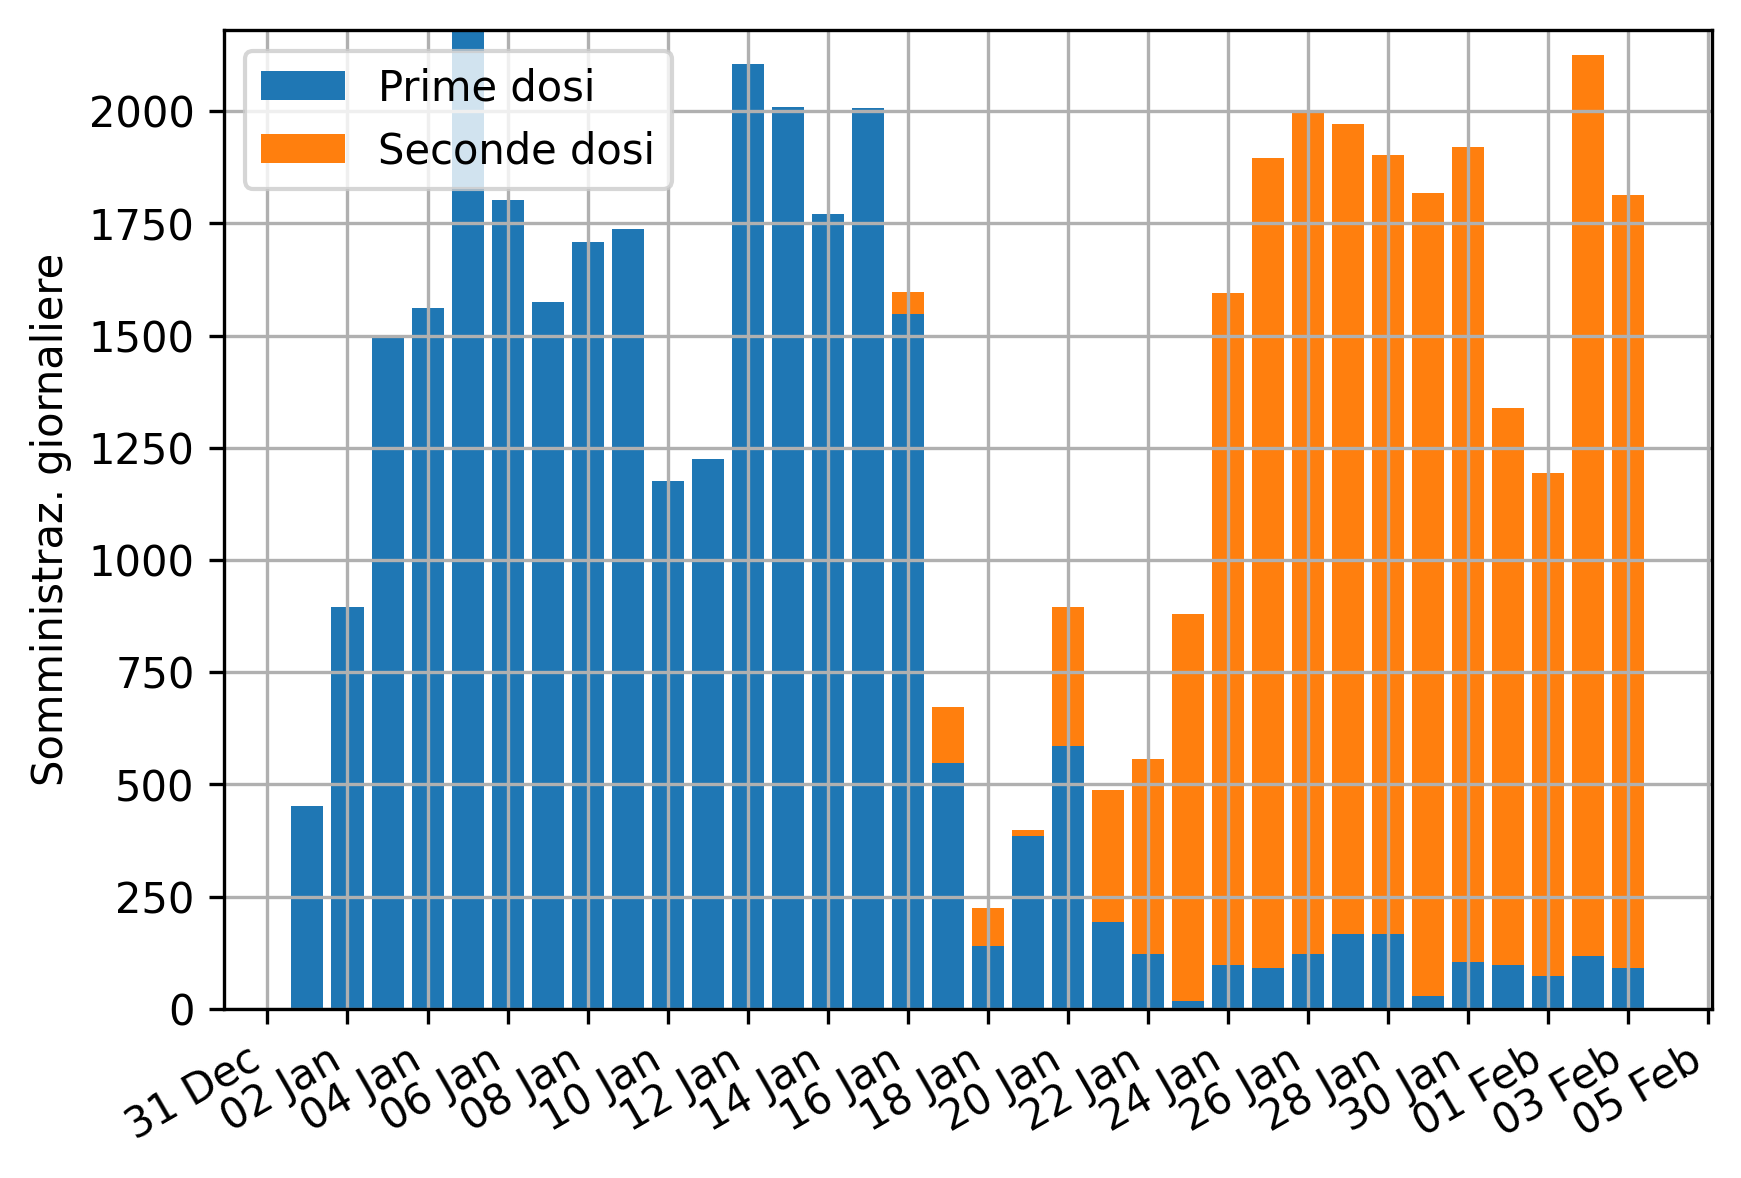 Prime dosi
Seconde dosi
Somministraz. giornaliere
2000
1750
1500
1250
1000
750
500
250
0
31 Dec
02 Jan
04 Jan
06 Jan
08 Jan
10 Jan
12 Jan
14 Jan
16 Jan
18 Jan
20 Jan
22 Jan
24 Jan
26 Jan
28 Jan
30 Jan
01 Feb
03 Feb
05 Feb